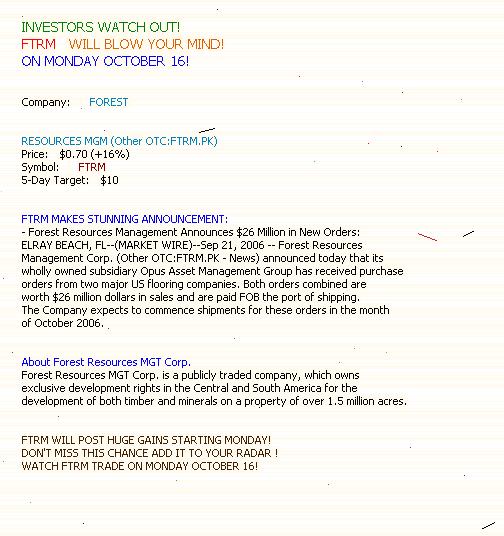 INVESTORS WATCH OUT!
FTRM WILL BLOW YOUR MIND!
ON MONDAY OCTOBER 16!
Company: FOREST
RESOURCES MGM (Other OTC:FTRM.PK)
Price: $0.70 (+16%)
Symbol: FTRM
5-Day Target: $10
FTRM MAKES STUNNING ANNOUNCEMENT:
- Forest Resources Management Announces $26 Million in New Orders:
ELRAY BEACH, FL--(MARKET WIRE)--Sep 21, 2006 -- Forest Resources
Management Corp. (Other OTC:FTRM.PK - News) announced today that its
wholly owned subsidiary Opus Asset Management Group has received purchase
orders from two major US flooring companies. Both orders combined are
worth $26 million dollars in sales and are paid FOB the port of shipping.
The Company expects to commence shipments for these orders in the month
of October 2006.
About Forest Resources MGT Corp.
Forest Resources MGT Corp. is a publicly traded company, which owns
exclusive development rights in the Central and South America for the
development of both timber and minerals on a property of over 1.5 million acres.
FTRM WILL POST HUGE GAINS STARTING MONDAY!
DON'T MISS THIS CHANCE ADD IT TO YOUR RADAR !
WATCH FTRM TRADE ON MONDAY OCTOBER 16!